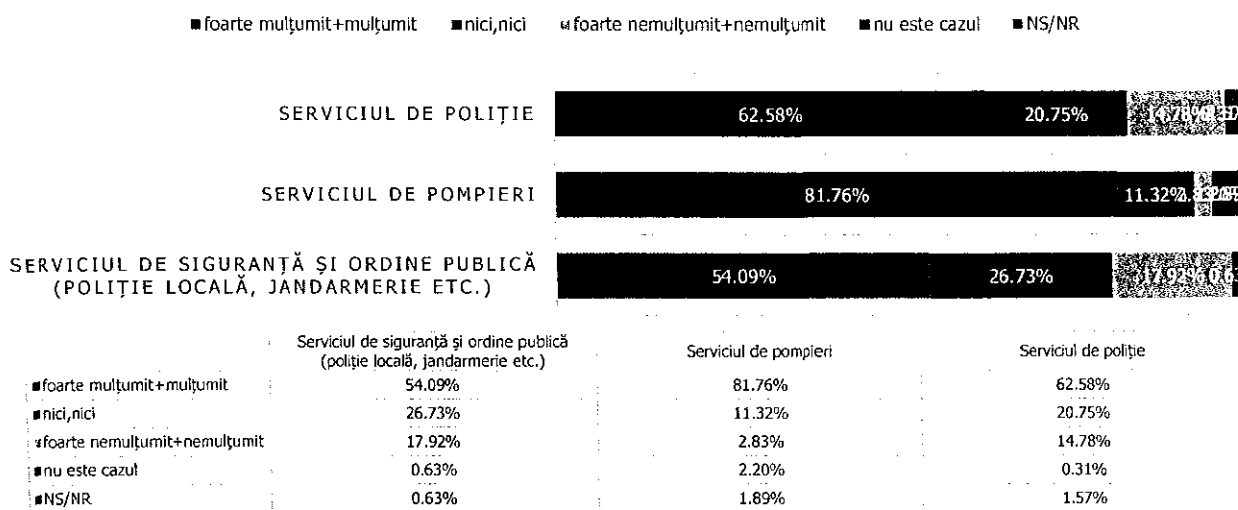 foarte mulțumit+mulțumit nici,nici foarte nemulțumit+nemulțumit nu este cazul NS/NR
SERVICIUL DE POLIȚIE 62.58% 20.75% 14.78%
SERVICIUL DE POMPIERI 81.76% 11.32%
SERVICIUL DE SIGURANȚĂ ȘI ORDINE PUBLICĂ
(POLIȚIE LOCALĂ, JANDARMERIE ETC.) 54.09% 26.73% 17.92%
Serviciul de siguranță și ordine publică
(poliție locală, jandarmerie etc.) Serviciul de pompieri Serviciul de poliție
foarte mulțumit+mulțumit 54.09% 81.76% 62.58%
nici,nici 26.73% 11.32% 20.75%
foarte nemulțumit+nemulțumit 17.92% 2.83% 14.78%
nu este cazul 0.63% 2.20% 0.31%
NS/NR 0.63% 1.89% 1.57%